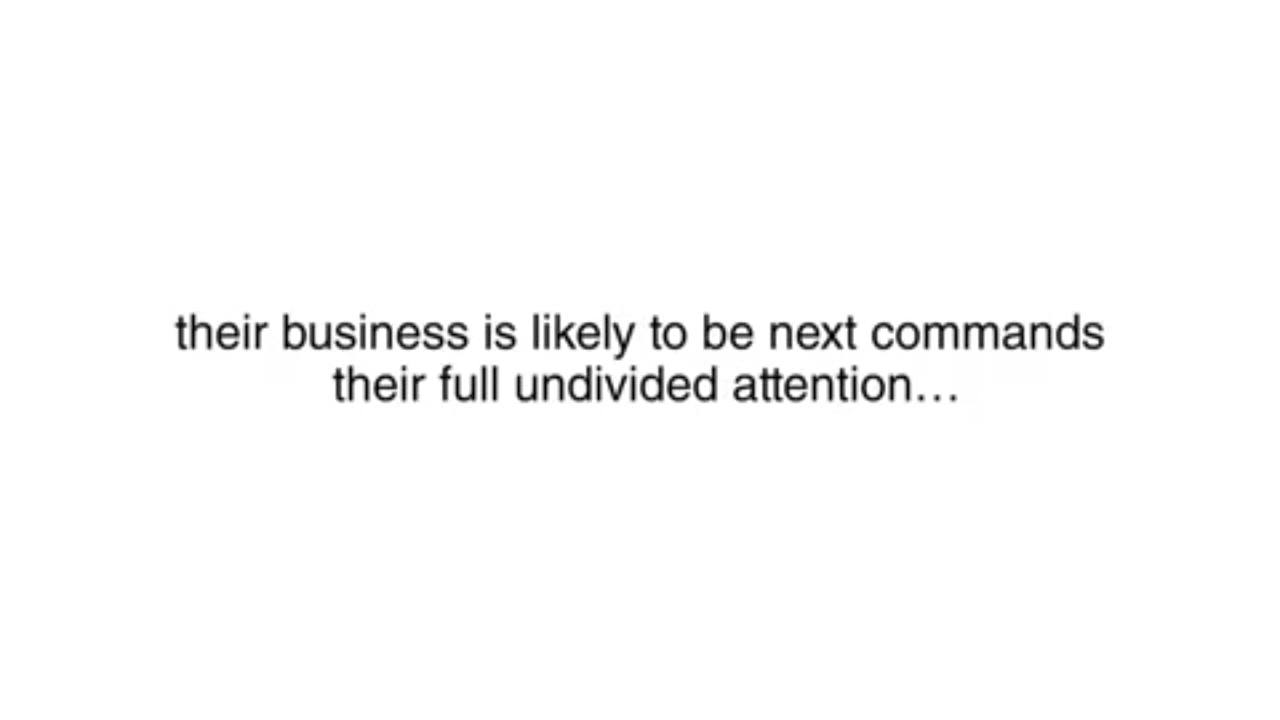 their business is likely to be next commands
their full undivided attention…